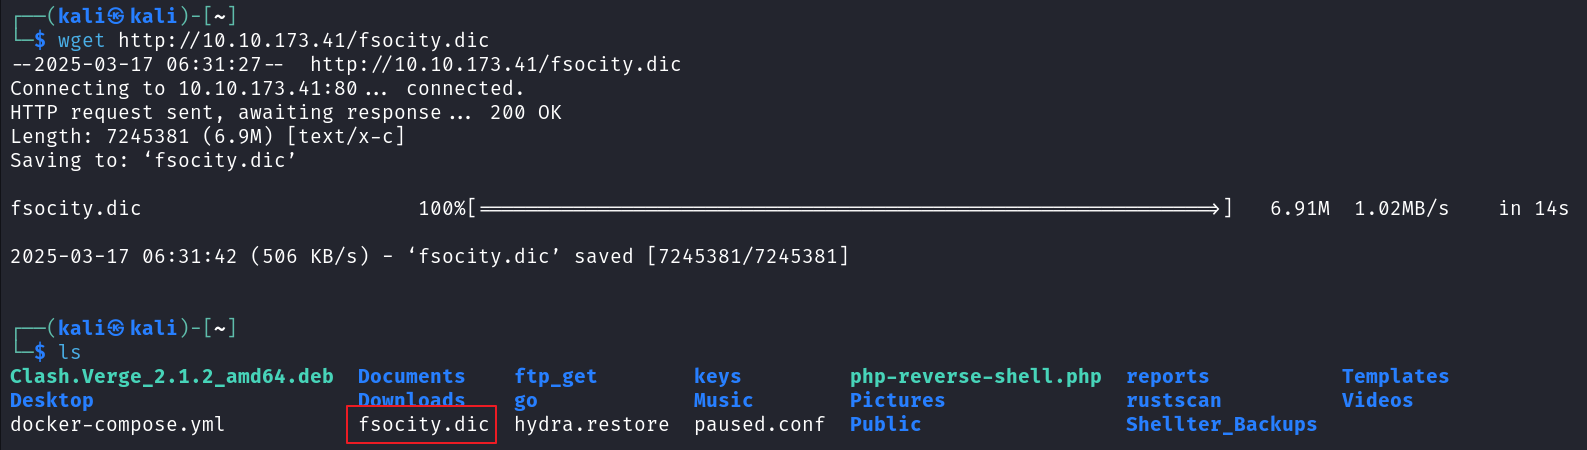 ┌──(kali㉿kali)-[~]
└─$ wget http://10.10.173.41/fsocity.dic
--2025-03-17 06:31:27--  http://10.10.173.41/fsocity.dic
Connecting to 10.10.173.41:80... connected.
HTTP request sent, awaiting response... 200 OK
Length: 7245381 (6.9M) [text/x-c]
Saving to: ‘fsocity.dic’
fsocity.dic 100%[===================================================>] 6.91M 1.02MB/s in 14s
2025-03-17 06:31:42 (506 KB/s) - ‘fsocity.dic’ saved [7245381/7245381]
┌──(kali㉿kali)-[~]
└─$ ls
Clash.Verge_2.1.2_amd64.deb Documents ftp_get keys php-reverse-shell.php reports Templates
Desktop Downloads go Music Pictures rustscan Videos
docker-compose.yml fsocity.dic hydra.restore paused.conf Public Shellter_Backups